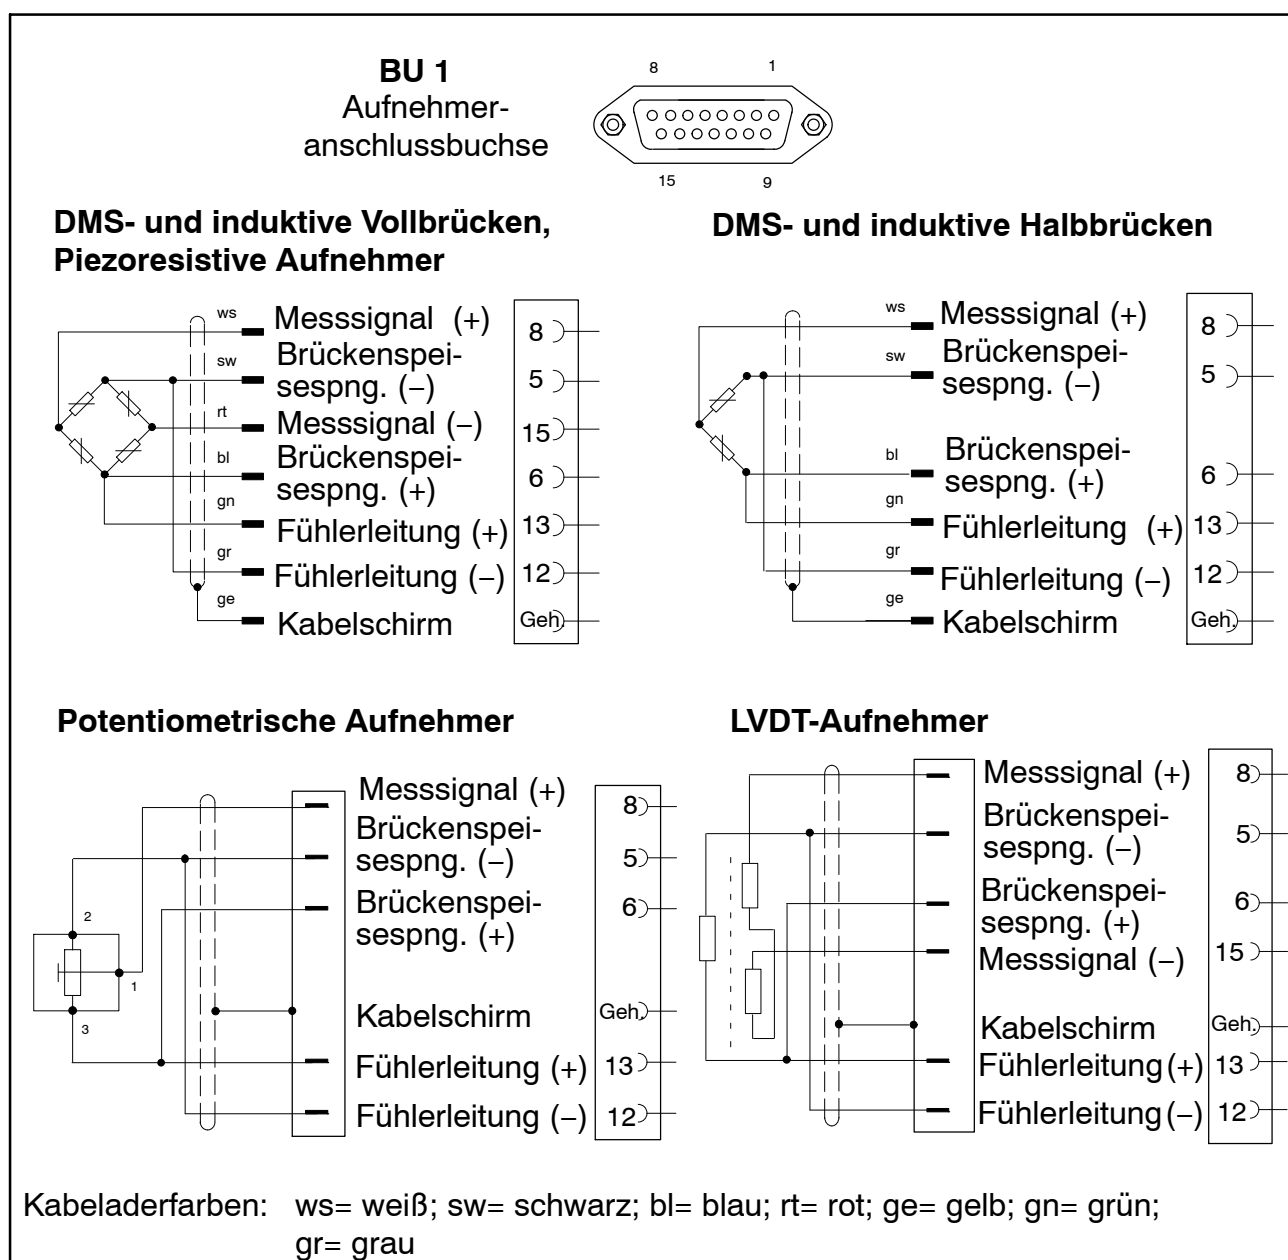 BU 1
Aufnehmer-
anschlussbuchse
8 1
15 9
DMS- und induktive Vollbrücken,
Piezoresistive Aufnehmer
ws Messsignal (+) 8
sw Brückenspei-
sespng. (–) 5
rt Messsignal (–) 15
bl Brückenspei-
sespng. (+) 6
gn Fühlerleitung (+) 13
gr Fühlerleitung (–) 12
ge Kabelschirm Geh.
DMS- und induktive Halbbrücken
ws Messsignal (+) 8
sw Brückenspei-
sespng. (–) 5
bl Brückenspei-
sespng. (+) 6
gn Fühlerleitung (+) 13
gr Fühlerleitung (–) 12
ge Kabelschirm Geh.
Potentiometrische Aufnehmer
Messsignal (+) 8
Brückenspei-
sespng. (–) 5
Brückenspei-
sespng. (+) 6
2
1
3
Kabelschirm Geh.
Fühlerleitung (+) 13
Fühlerleitung (–) 12
LVDT-Aufnehmer
Messsignal (+) 8
Brückenspei-
sespng. (–) 5
Brückenspei-
sespng. (+) 6
Messsignal (–) 15
Kabelschirm Geh.
Fühlerleitung (+) 13
Fühlerleitung (–) 12
Kabeladerfarben: ws= weiß; sw= schwarz; bl= blau; rt= rot; ge= gelb; gn= grün;
gr= grau